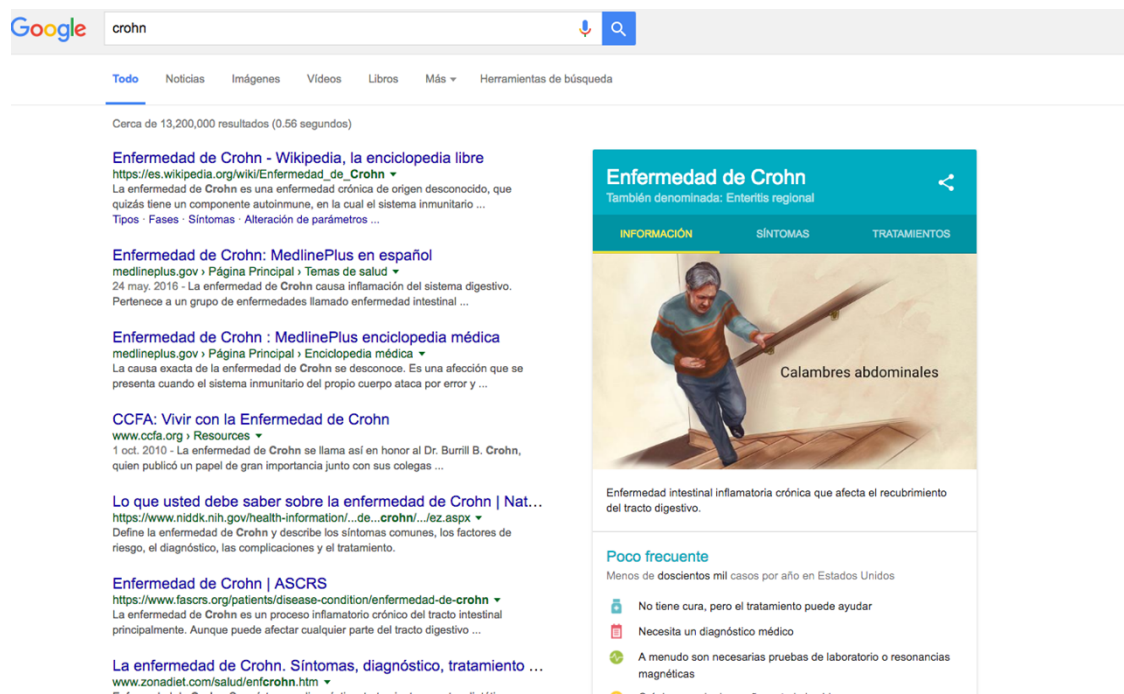 Google
crohn
Todo Noticias Imágenes Vídeos Libros Más Herramientas de búsqueda
Cerca de 13,200,000 resultados (0.56 segundos)
Enfermedad de Crohn - Wikipedia, la enciclopedia libre
https://es.wikipedia.org/wiki/Enfermedad_de_Crohn
La enfermedad de Crohn es una enfermedad crónica de origen desconocido, que
quizás tiene un componente autoinmune, en la cual el sistema inmunitario ...
Tipos · Fases · Síntomas · Alteración de parámetros ...
Enfermedad de Crohn: MedlinePlus en español
medlineplus.gov › Página Principal › Temas de salud
24 may. 2016 - La enfermedad de Crohn causa inflamación del sistema digestivo.
Pertenece a un grupo de enfermedades llamado enfermedad intestinal ...
Enfermedad de Crohn : MedlinePlus enciclopedia médica
medlineplus.gov › Página Principal › Enciclopedia médica
La causa exacta de la enfermedad de Crohn se desconoce. Es una afección que se
presenta cuando el sistema inmunitario del propio cuerpo ataca por error y ...
CCFA: Vivir con la Enfermedad de Crohn
www.ccfa.org › Resources
1 oct. 2010 - La enfermedad de Crohn se llama así en honor al Dr. Burrill B. Crohn,
quien publicó un papel de gran importancia junto con sus colegas ...
Lo que usted debe saber sobre la enfermedad de Crohn | Nat...
https://www.niddk.nih.gov/health-information/...de...crohn/.../ez.aspx
Define la enfermedad de Crohn y describe los síntomas comunes, los factores de
riesgo, el diagnóstico, las complicaciones y el tratamiento.
Enfermedad de Crohn | ASCRS
https://www.fascrs.org/patients/disease-condition/enfermedad-de-crohn
La enfermedad de Crohn es un proceso inflamatorio crónico del tracto intestinal
principalmente. Aunque puede afectar cualquier parte del tracto digestivo ...
La enfermedad de Crohn. Síntomas, diagnóstico, tratamiento ...
www.zonadiet.com/salud/enfcrohn.htm
Enfermedad de Crohn
También denominada: Enteritis regional
INFORMACIÓN SÍNTOMAS TRATAMIENTOS
Calambres abdominales
Enfermedad intestinal inflamatoria crónica que afecta el recubrimiento
del tracto digestivo.
Poco frecuente
Menos de doscientos mil casos por año en Estados Unidos
No tiene cura, pero el tratamiento puede ayudar
Necesita un diagnóstico médico
A menudo son necesarias pruebas de laboratorio o resonancias
magnéticas